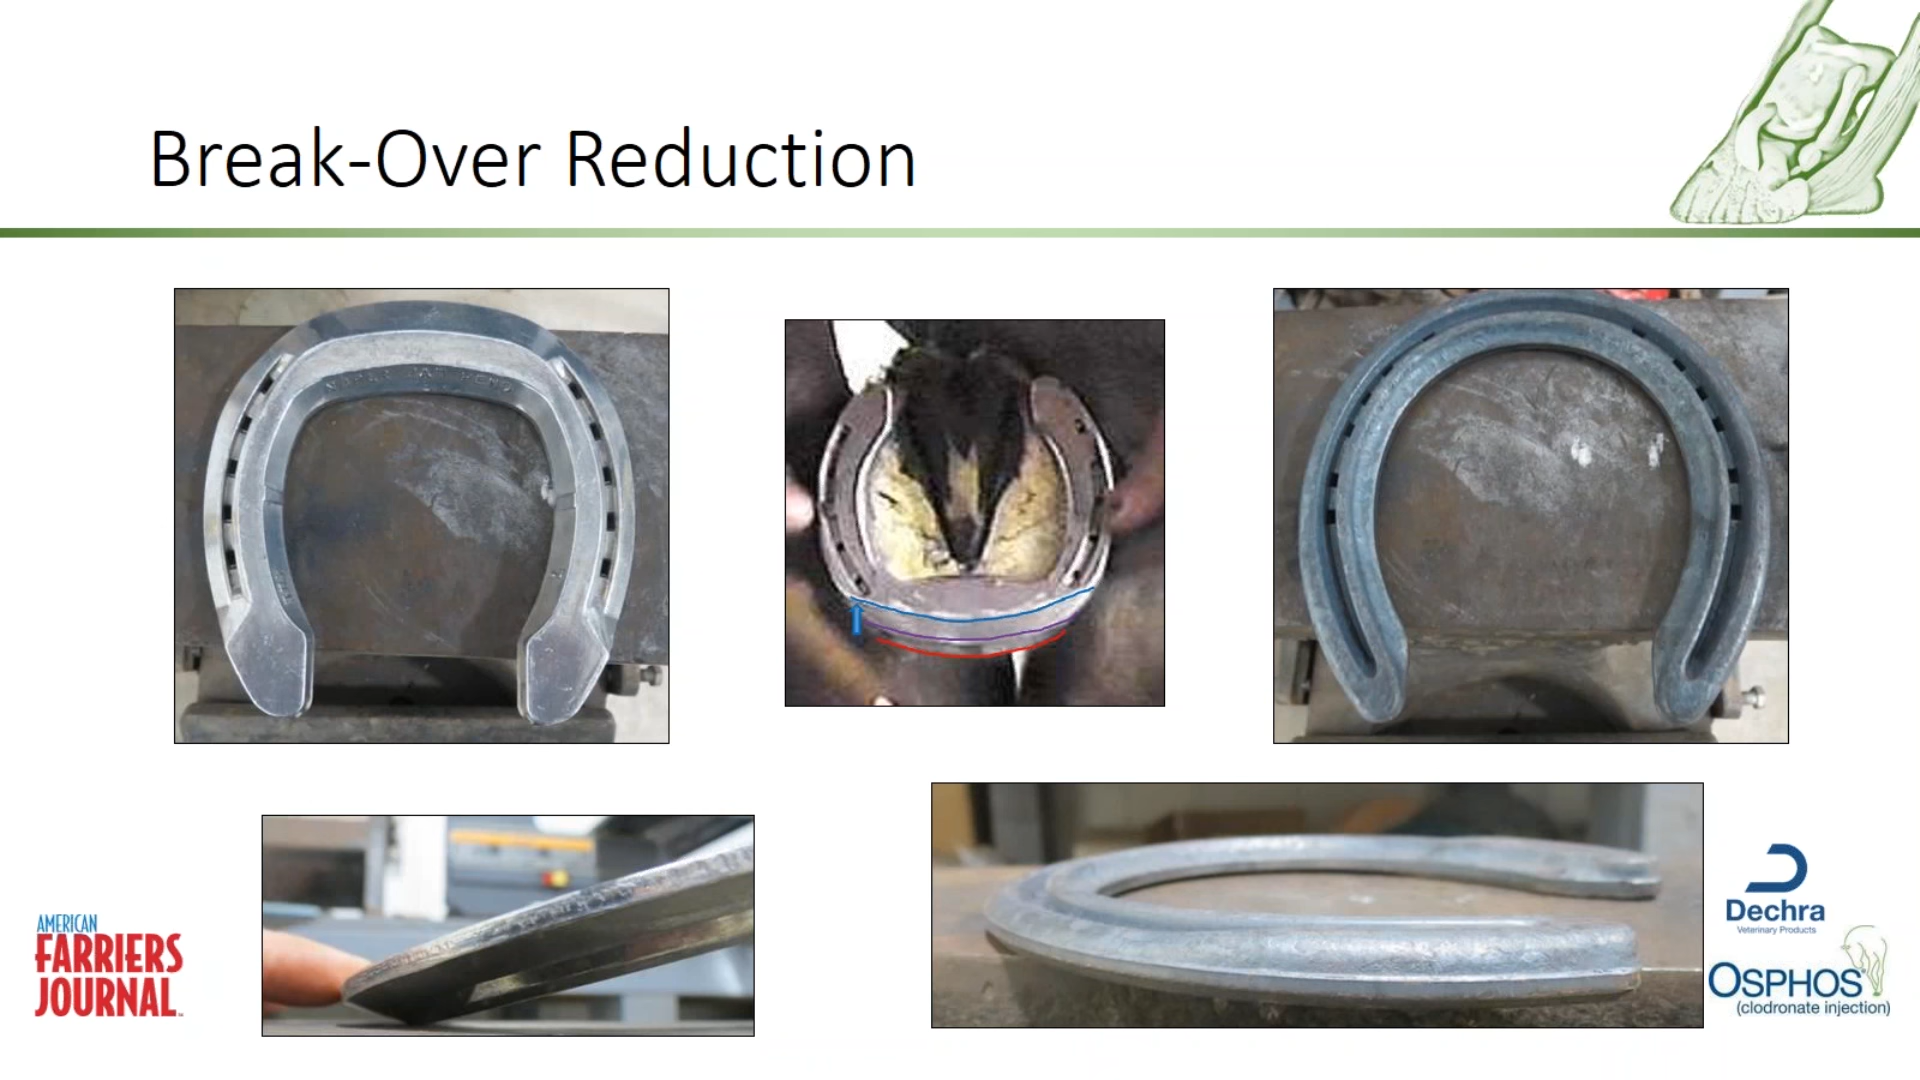 Break-Over Reduction
AMERICAN
FARRIERS
JOURNAL
Dechra
Veterinary Products
OSPHOS
(clodronate injection)